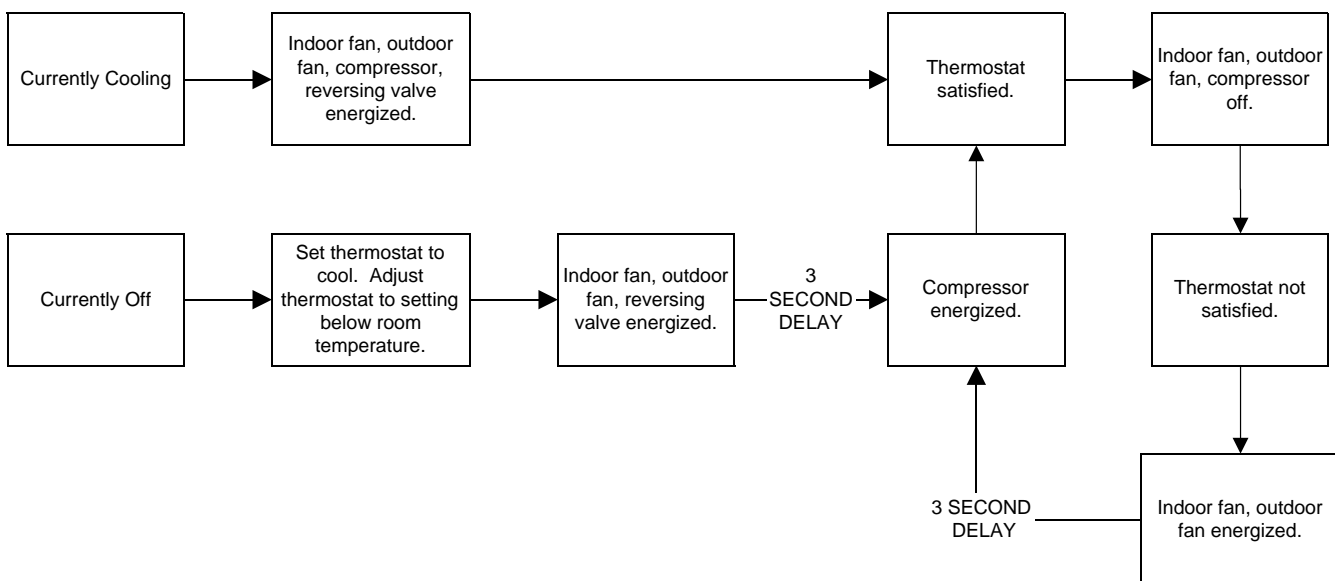 Currently Cooling
Indoor fan, outdoor
fan, compressor,
reversing valve
energized.
Thermostat
satisfied.
Indoor fan, outdoor
fan, compressor
off.
Currently Off
Set thermostat to
cool. Adjust
thermostat to setting
below room
temperature.
Indoor fan, outdoor
fan, reversing
valve energized.
3
SECOND
DELAY
Compressor
energized.
Thermostat not
satisfied.
3 SECOND
DELAY
Indoor fan, outdoor
fan energized.